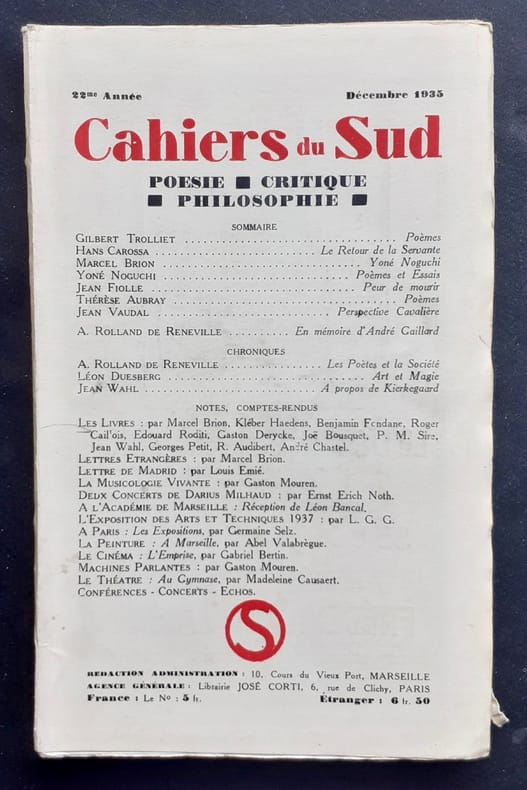 22me Année Décembre 1935
Cahiers du Sud
POESIE ■ CRITIQUE
■ PHILOSOPHIE ■
SOMMAIRE
GILBERT TROLLIET .................................... Poèmes
HANS CAROSSA ........................... Le Retour de la Servante
MARCEL BRION .................................. Yoné Noguchi
YONÉ NOGUCHI ................................ Poèmes et Essais
JEAN FIOLLE ................................... Peur de mourir
THÉRÈSE AUBRAY ..................................... Poèmes
JEAN VAUDAL .............................. Perspective Cavalière
A. ROLLAND DE RENEVILLE .......... En mémoire d'André Gaillard
CHRONIQUES
A. ROLLAND DE RENEVILLE ................. Les Poètes et la Société
LÉON DUESBERG .................................. Art et Magie
JEAN WAHL .......................... A propos de Kierkegaard
NOTES, COMPTES-RENDUS
LES LIVRES : par Marcel Brion, Kléber Haedens, Benjamin Fondane, Roger
Caillois, Edouard Roditi, Gaston Derycke, Joë Bousquet, P. M. Sire,
Jean Wahl, Georges Petit, R. Audibert, André Chastel.
LETTRES ETRANGÈRES : par Marcel Brion.
LETTRE DE MADRID : par Louis Emié.
LA MUSICOLOGIE VIVANTE : par Gaston Mouren.
DEUX CONCERTS DE DARIUS MILHAUD : par Ernst Erich Noth.
A L'ACADÉMIE DE MARSEILLE : Réception de Léon Bancal.
L'EXPOSITION DES ARTS ET TECHNIQUES 1937 : par L. G. G.
A PARIS : Les Expositions, par Germaine Selz.
LA PEINTURE : A Marseille, par Abel Valabrègue.
LE CINÉMA : L'Emprise, par Gabriel Bertin.
MACHINES PARLANTES : par Gaston Mouren.
LE THÉATRE : Au Gymnase, par Madeleine Causaert.
CONFÉRENCES - CONCERTS - ECHOS.
S
REDACTION ADMINISTRATION : 10, Cours du Vieux Port, MARSEILLE
AGENCE GÉNÉRALE : Librairie JOSÉ CORTI, 6, rue de Clichy, PARIS
France : Le No : 5 fr. Étranger : 6 fr. 50